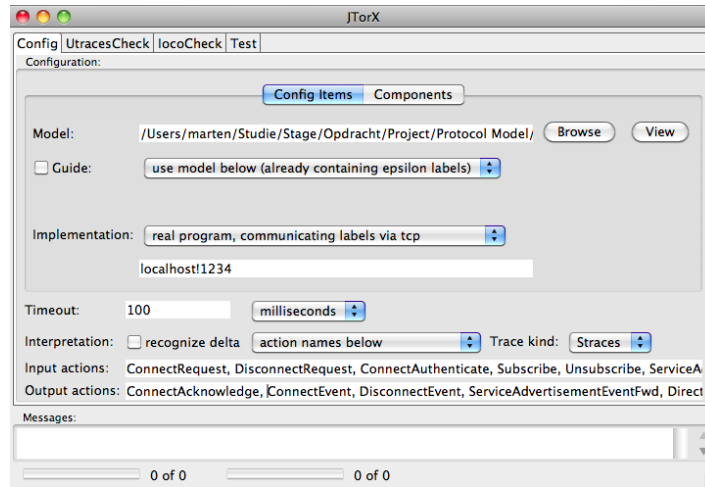 JTorX
Config UtracesCheck IocoCheck Test
Configuration:
Config Items Components
Model: /Users/marten/Studie/Stage/Opdracht/Project/Protocol Model/ Browse View
Guide: use model below (already containing epsilon labels)
Implementation: real program, communicating labels via tcp
localhost!1234
Timeout: 100 milliseconds
Interpretation: recognize delta action names below Trace kind: Straces
Input actions: ConnectRequest, DisconnectRequest, ConnectAuthenticate, Subscribe, Unsubscribe, ServiceA
Output actions: ConnectAcknowledge, ConnectEvent, DisconnectEvent, ServiceAdvertisementEventFwd, Direct
Messages:
0 of 0 0 of 0